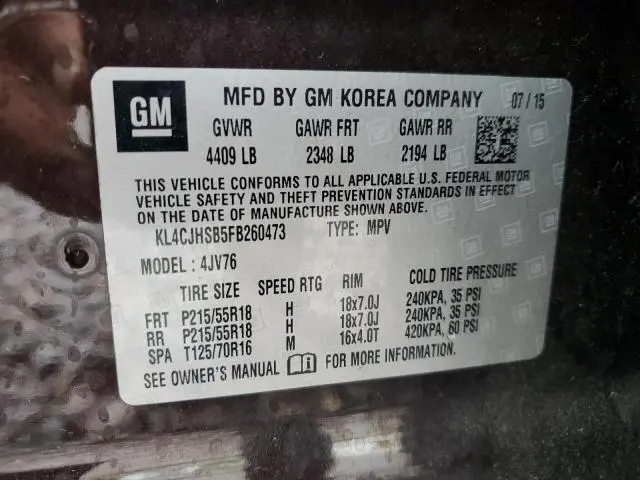 GM
MFD BY GM KOREA COMPANY 07/15
GVWR GAWR FRT GAWR RR
4409 LB 2348 LB 2194 LB
THIS VEHICLE CONFORMS TO ALL APPLICABLE U.S. FEDERAL MOTOR
VEHICLE SAFETY AND THEFT PREVENTION STANDARDS IN EFFECT
ON THE DATE OF MANUFACTURE SHOWN ABOVE.
KL4CJHSB5FB260473 TYPE: MPV
MODEL: 4JV76
TIRE SIZE SPEED RTG RIM COLD TIRE PRESSURE
FRT P215/55R18 H 18x7.0J 240KPA, 35 PSI
RR P215/55R18 H 18x7.0J 240KPA, 35 PSI
SPA T125/70R16 M 16x4.0T 420KPA, 60 PSI
SEE OWNER'S MANUAL FOR MORE INFORMATION.